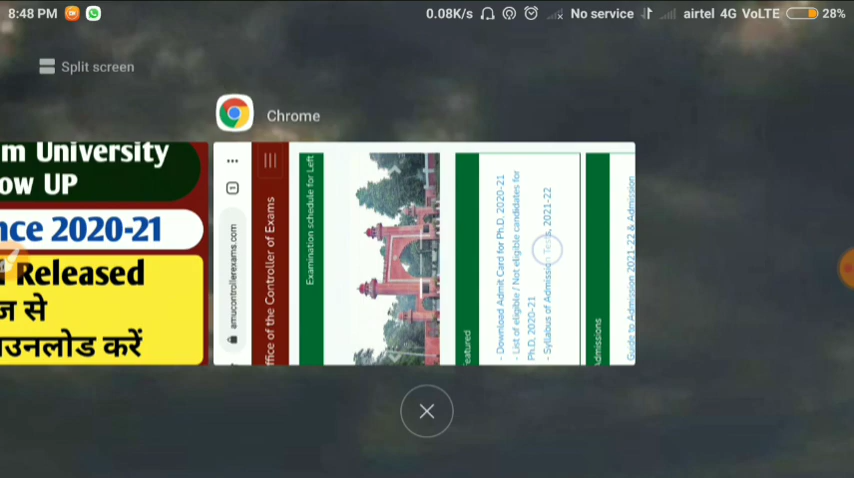 8:48 PM
0.08K/s
No service
airtel 4G VoLTE
28%
Split screen
Chrome
m University
ow UP
nce 2020-21
Released
ज से
उनलोड करें
1
amucontrollerexams.com
ffice of the Controller of Exams
Examination schedule for Left
eatured
- Download Admit Card for Ph.D, 2020-21
- List of eligible / Not eligible candidates for
Ph.D, 2020-21
- Syllabus of Admission Tests, 2021-22
Admissions
Guide to Admission 2021-22 & Admission